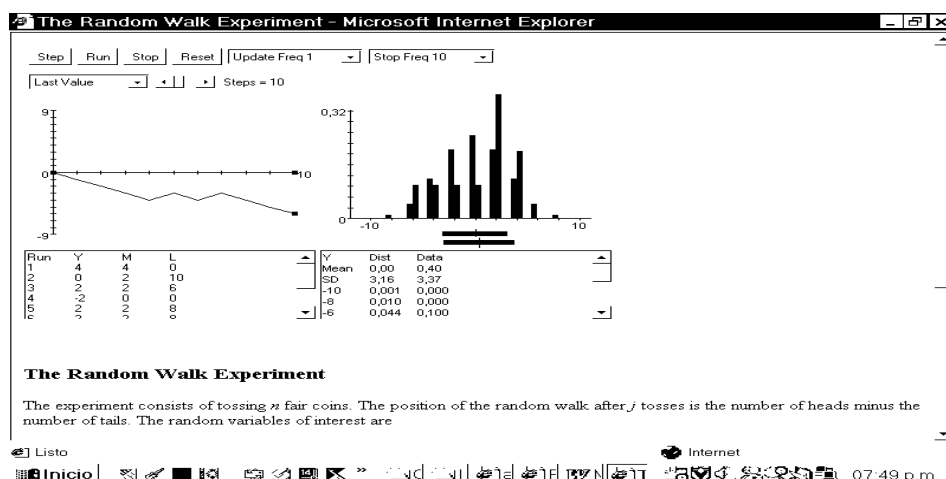 The Random Walk Experiment - Microsoft Internet Explorer
Step Run Stop Reset Update Freq 1 Stop Freq 10
Last Value Steps = 10
9
0
-9
10
0,32
0
-10
10
Run Y M L
1 4 4 0
2 0 2 10
3 2 2 6
4 -2 0 0
5 2 2 8
Y Dist Data
Mean 0,00 0,40
SD 3,16 3,37
-10 0,001 0,000
-8 0,010 0,000
-6 0,044 0,100
The Random Walk Experiment
The experiment consists of tossing n fair coins. The position of the random walk after j tosses is the number of heads minus the
number of tails. The random variables of interest are
Listo Internet
Inicio 07:49 p.m.